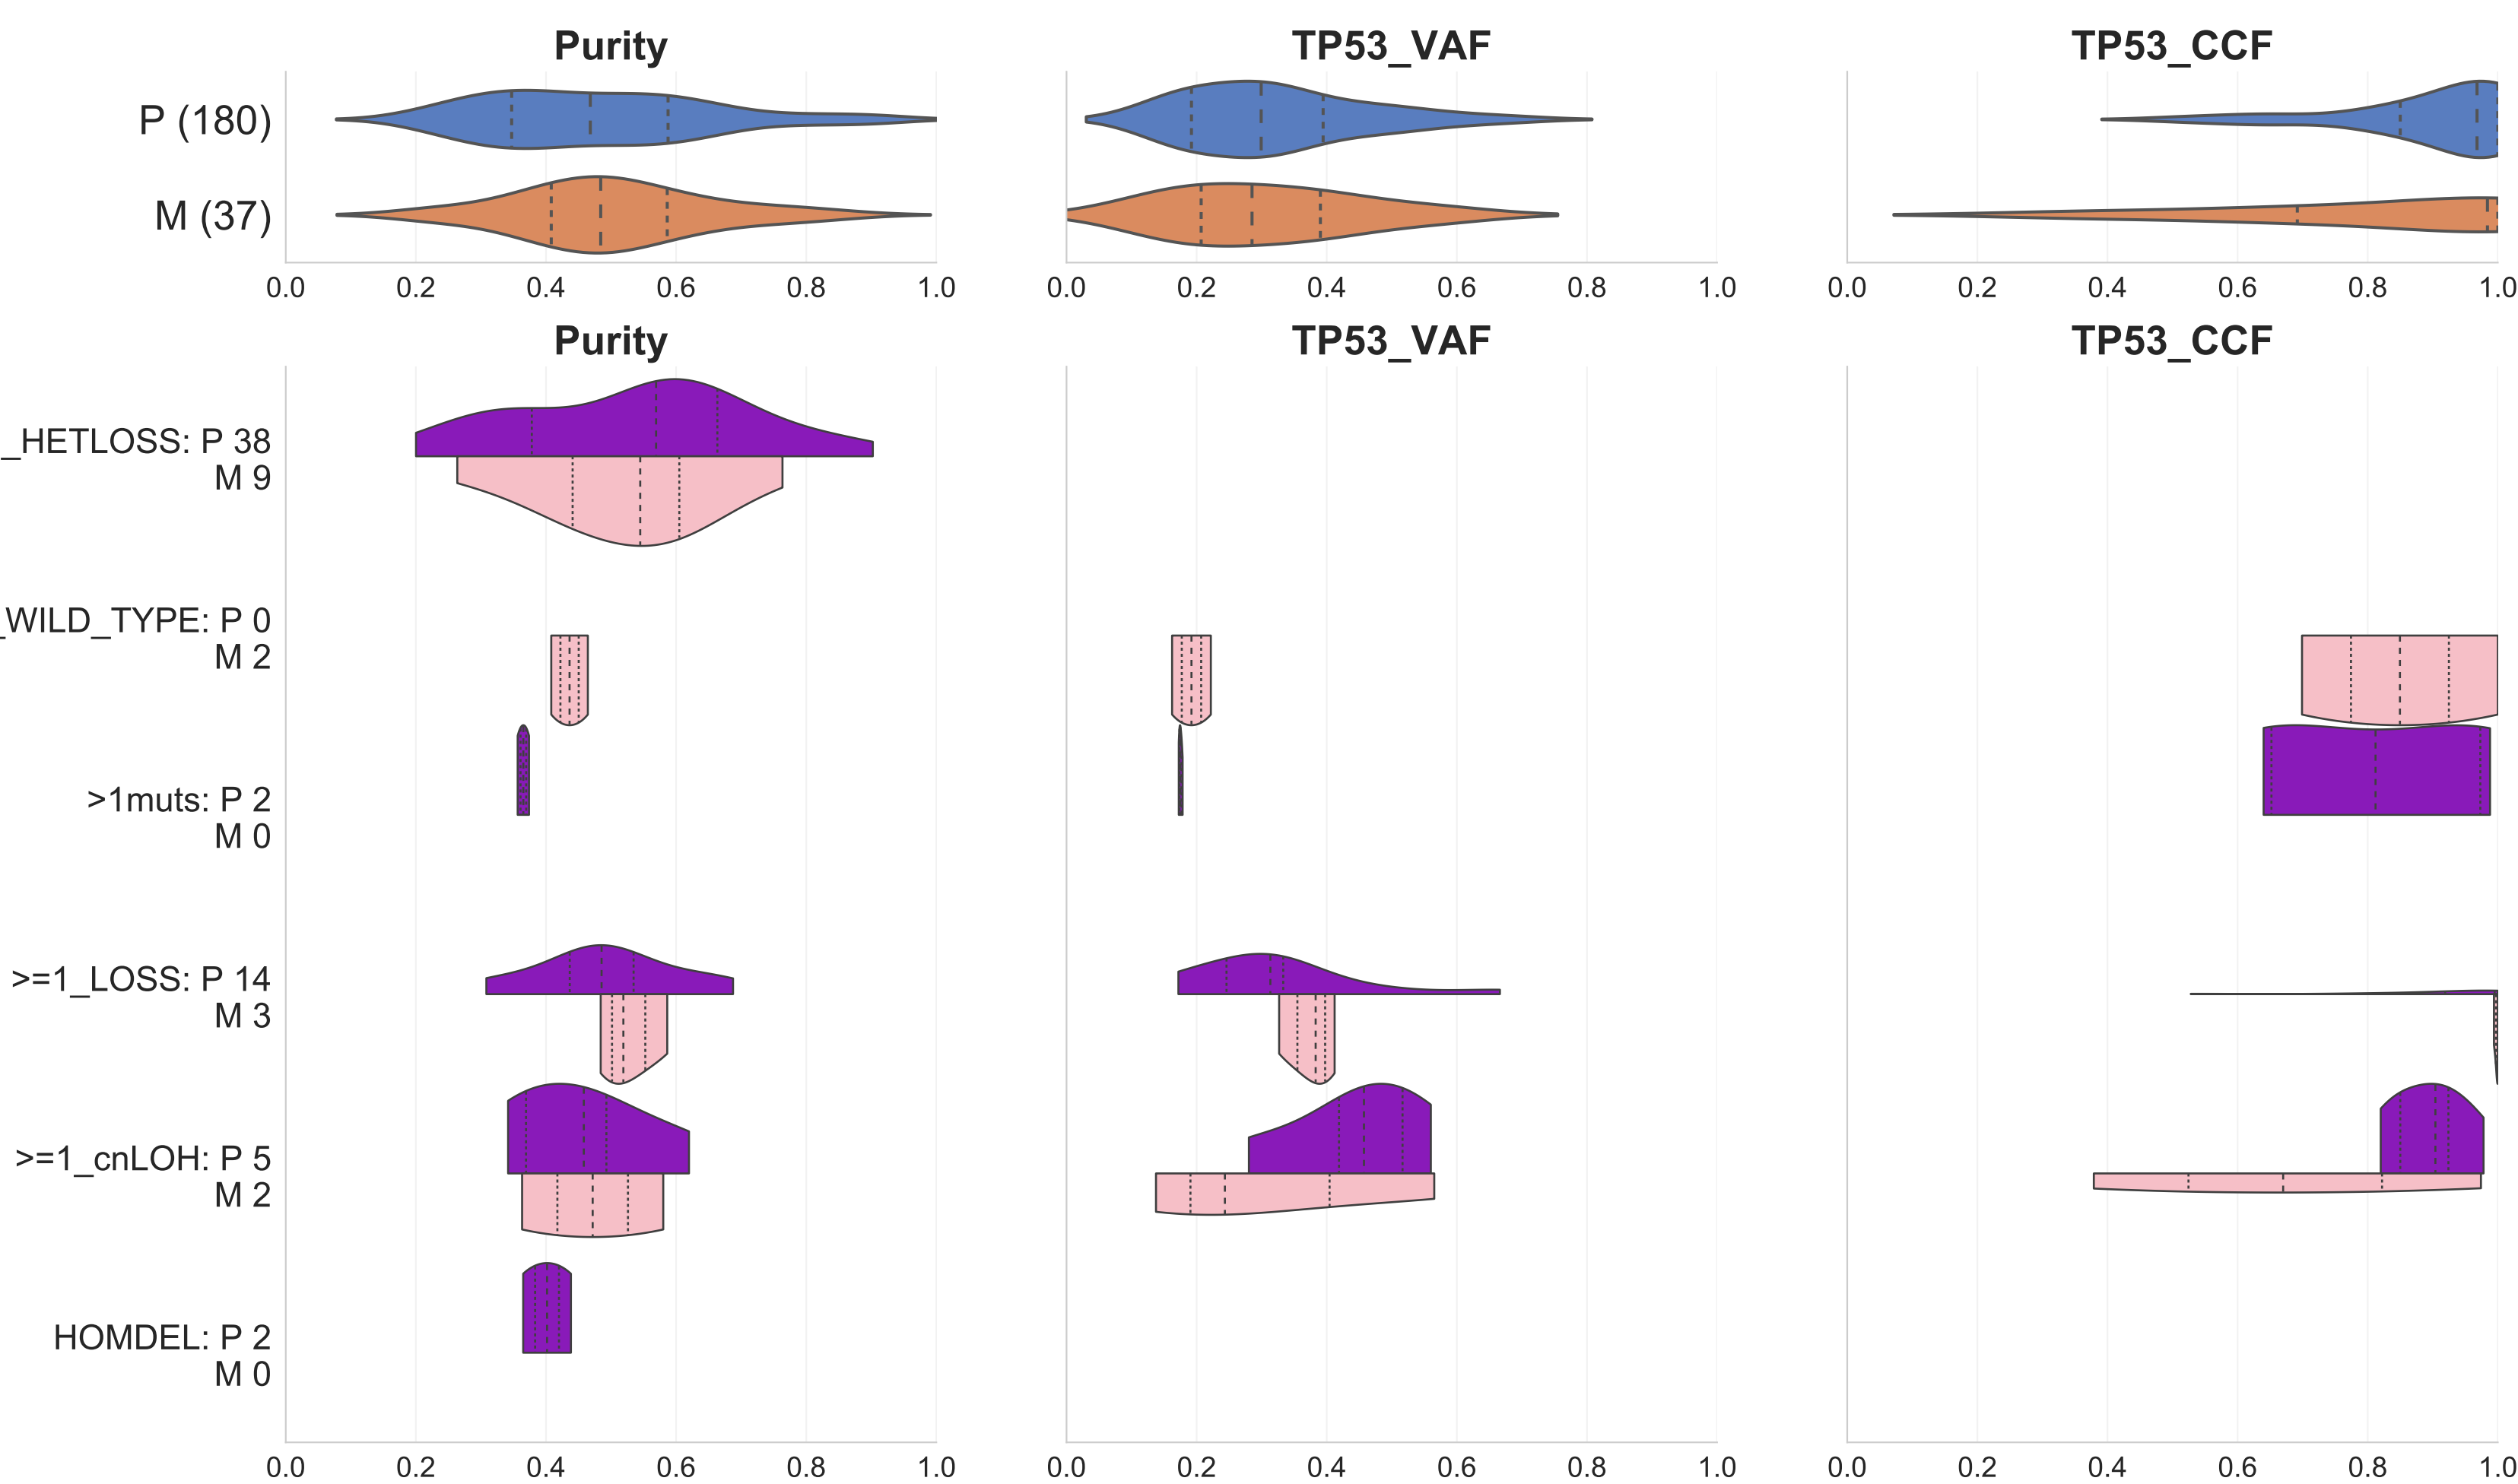 Purity TP53_VAF TP53_CCF
P (180)
M (37)
0.0 0.2 0.4 0.6 0.8 1.0 0.0 0.2 0.4 0.6 0.8 1.0 0.0 0.2 0.4 0.6 0.8 1.0
Purity TP53_VAF TP53_CCF
_HETLOSS: P 38
M 9
_WILD_TYPE: P 0
M 2
>1muts: P 2
M 0
>=1_LOSS: P 14
M 3
>=1_cnLOH: P 5
M 2
HOMDEL: P 2
M 0
0.0 0.2 0.4 0.6 0.8 1.0 0.0 0.2 0.4 0.6 0.8 1.0 0.0 0.2 0.4 0.6 0.8 1.0